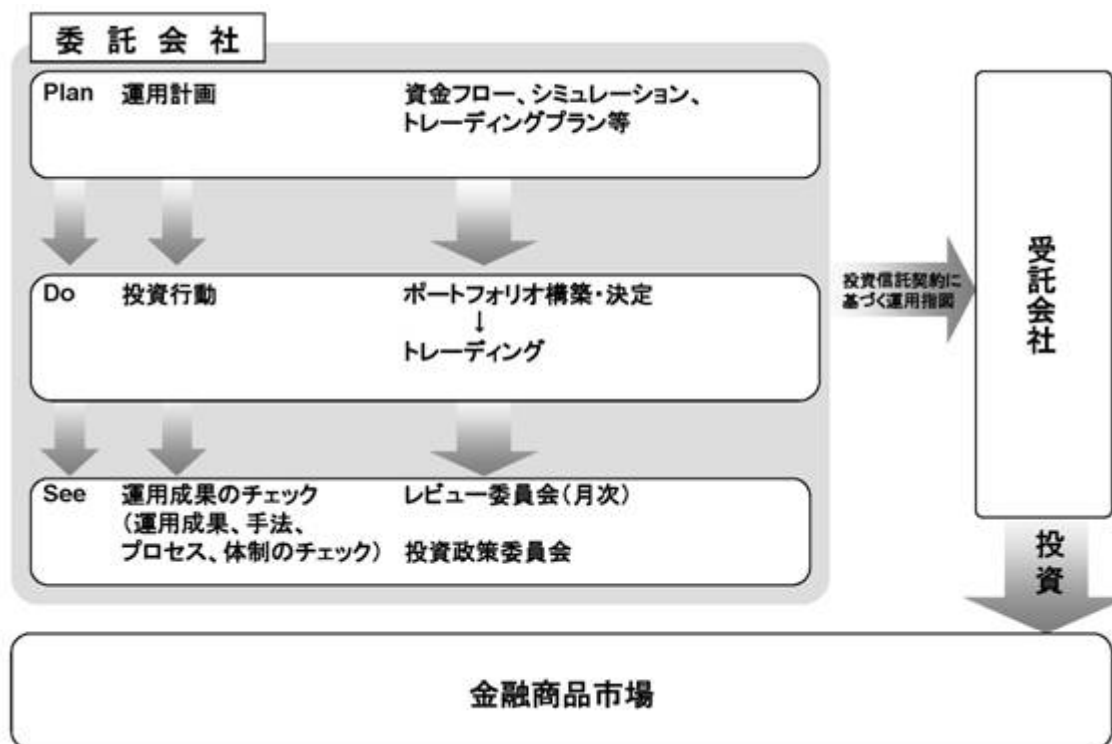 委託会社
Plan 運用計画 資金フロー、シミュレーション、
トレーディングプラン等
Do 投資行動 ポートフォリオ構築・決定
↓
トレーディング
See 運用成果のチェック レビュー委員会(月次)
(運用成果、手法、
プロセス、体制のチェック) 投資政策委員会
投資信託契約に
基づく運用指図
受託会社
投資
金融商品市場